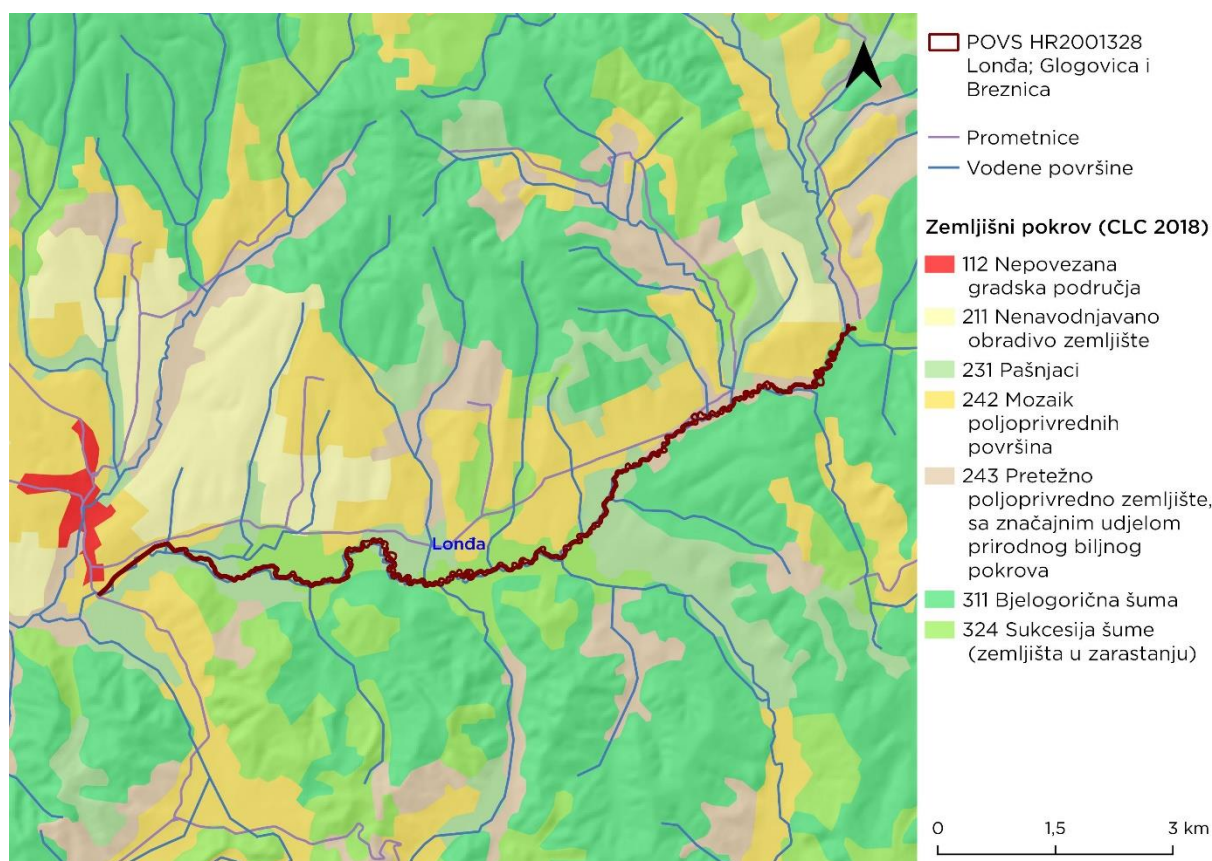 POVS HR2001328
Lonđa; Glogovica i
Breznica
Prometnice
Vodene površine
Zemljišni pokrov (CLC 2018)
112 Nepovezana
gradska područja
211 Nenavodnjavano
obradivo zemljište
231 Pašnjaci
242 Mozaik
poljoprivrednih
površina
243 Pretežno
poljoprivredno zemljište,
sa značajnim udjelom
prirodnog biljnog
pokrova
311 Bjelogorična šuma
324 Sukcesija šume
(zemljišta u zarastanju)
Lonđa
0 1,5 3 km